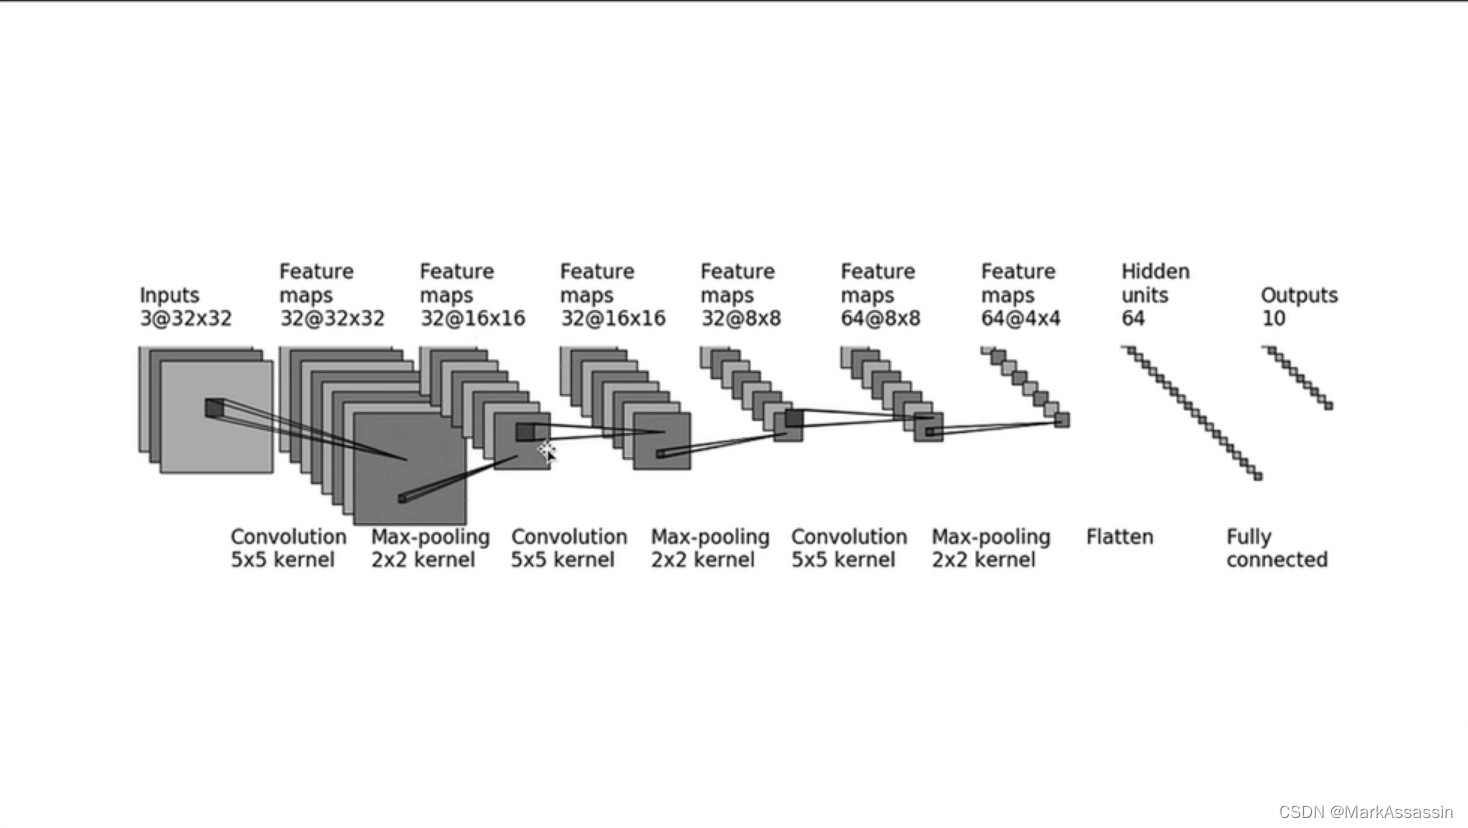 Inputs
3@32x32
Feature
maps
32@32x32
Feature
maps
32@16x16
Feature
maps
32@16x16
Feature
maps
32@8x8
Feature
maps
64@8x8
Feature
maps
64@4x4
Hidden
units
64
Outputs
10
Convolution
5x5 kernel
Max-pooling
2x2 kernel
Convolution
5x5 kernel
Max-pooling
2x2 kernel
Convolution
5x5 kernel
Max-pooling
2x2 kernel
Flatten
Fully
connected
CSDN @MarkAssassin